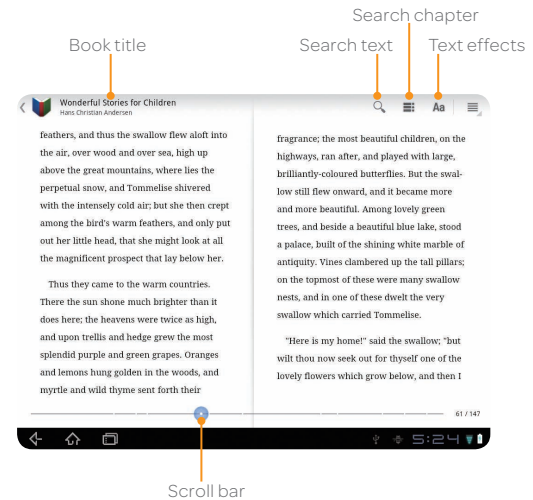 Search chapter
Book title
Search text
Text effects
Wonderful Stories for Children
Hans Christian Andersen
Aa
feathers, and thus the swallow flew aloft into
the air, over wood and over sea, high up
above the great mountains, where lies the
perpetual snow, and Tommelise shivered
with the intensely cold air; but she then crept
among the bird's warm feathers, and only put
out her little head, that she might look at all
the magnificent prospect that lay below her.
Thus they came to the warm countries.
There the sun shone much brighter than it
does here; the heavens were twice as high,
and upon trellis and hedge grew the most
splendid purple and green grapes. Oranges
and lemons hung golden in the woods, and
myrtle and wild thyme sent forth their
fragrance; the most beautiful children, on the
highways, ran after, and played with large,
brilliantly-coloured butterflies. But the swal-
low still flew onward, and it became more
and more beautiful. Among lovely green
trees, and beside a beautiful blue lake, stood
a palace, built of the shining white marble of
antiquity. Vines clambered up the tall pillars;
on the topmost of these were many swallow
nests, and in one of these dwelt the very
swallow which carried Tommelise.
"Here is my home!" said the swallow; "but
wilt thou now seek out for thyself one of the
lovely flowers which grow below, and then I
61 / 147
5:24
Scroll bar